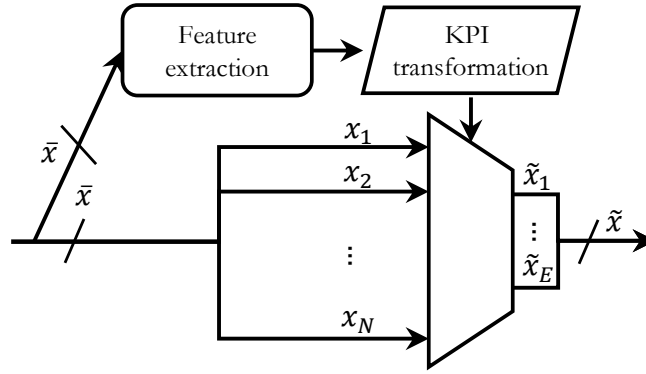 Feature
extraction
KPI
transformation
x̄
x̄
x₁
x₂
⋮
x_N
x̃₁
⋮
x̃_E
x̃